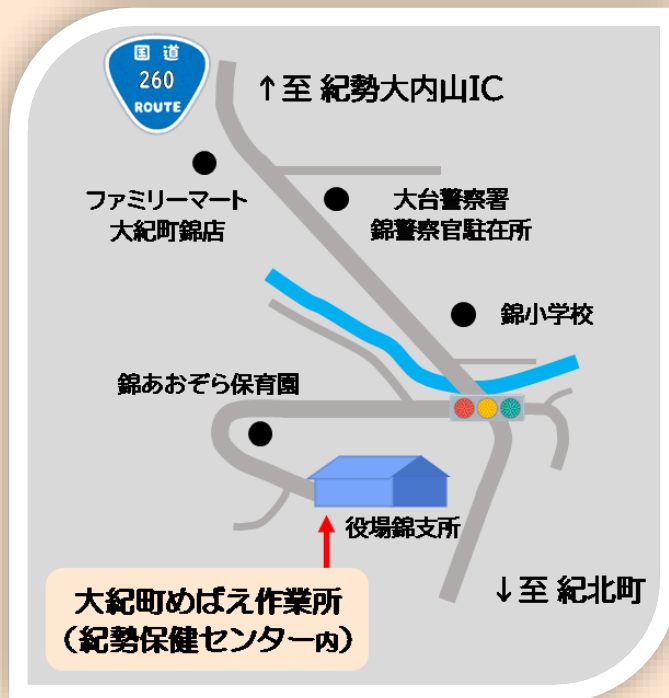 国道
260
ROUTE
↑至 紀勢大内山IC
ファミリーマート
大紀町錦店
大台警察署
錦警察官駐在所
錦小学校
錦あおぞら保育園
役場錦支所
大紀町めばえ作業所
（紀勢保健センター内）
↓至 紀北町